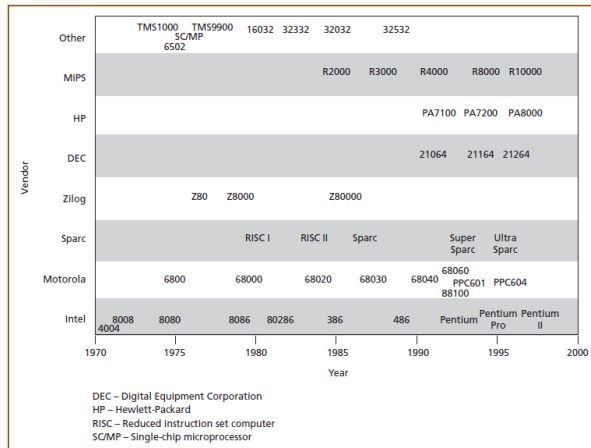 TMS1000 TMS9900 16032 32332 32032 32532
SC/MP
6502
Other
MIPS R2000 R3000 R4000 R8000 R10000
HP PA7100 PA7200 PA8000
DEC 21064 21164 21264
Zilog Z80 Z8000 Z80000
Sparc RISC I RISC II Sparc Super Sparc Ultra Sparc
68060
Motorola 6800 68000 68020 68030 68040 PPC601 PPC604
88100
Intel 4004 8008 8080 8086 80286 386 486 Pentium Pentium Pro Pentium II
Vendor
1970 1975 1980 1985 1990 1995 2000
Year
DEC – Digital Equipment Corporation
HP – Hewlett-Packard
RISC – Reduced instruction set computer
SC/MP – Single-chip microprocessor